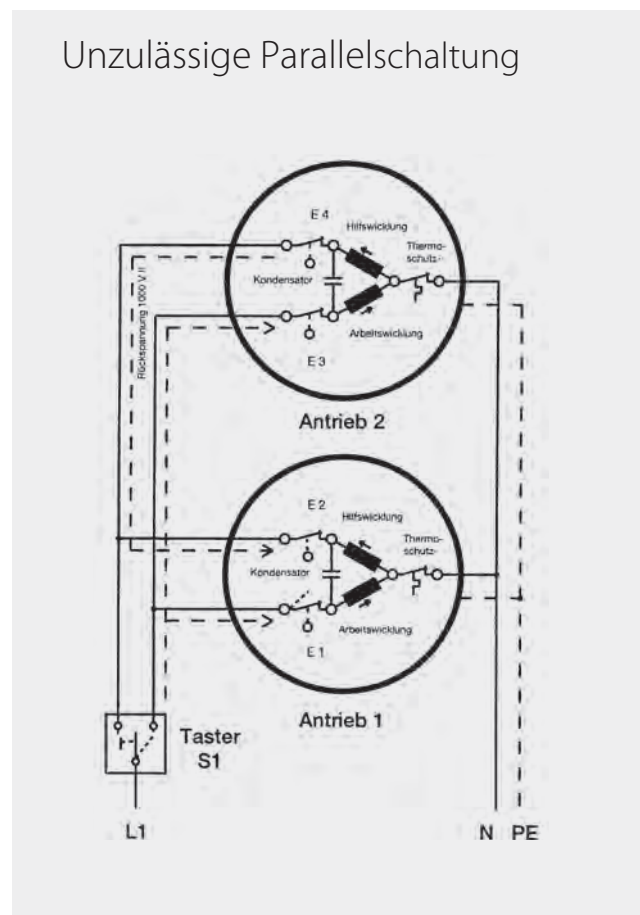 Unzulässige Parallelschaltung
E 4
Hilfswicklung
Thermo-
schutz-
Kondensator
Rückspannung 1000 V !!
Arbeitswicklung
E 3
Antrieb 2
E 2
Hilfswicklung
Thermo-
schutz-
Kondensator
Arbeitswicklung
E 1
Antrieb 1
Taster
S1
L1
N PE